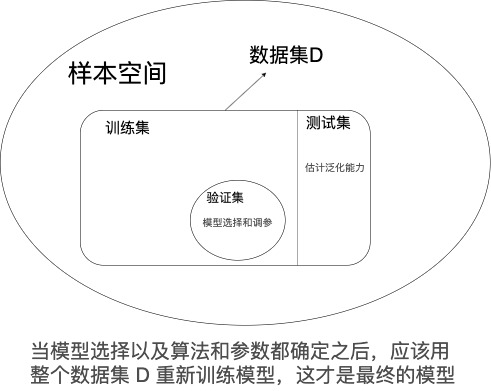 数据集D
样本空间
训练集
测试集
估计泛化能力
验证集
模型选择和调参
当模型选择以及算法和参数都确定之后，应该用
整个数据集 D 重新训练模型，这才是最终的模型